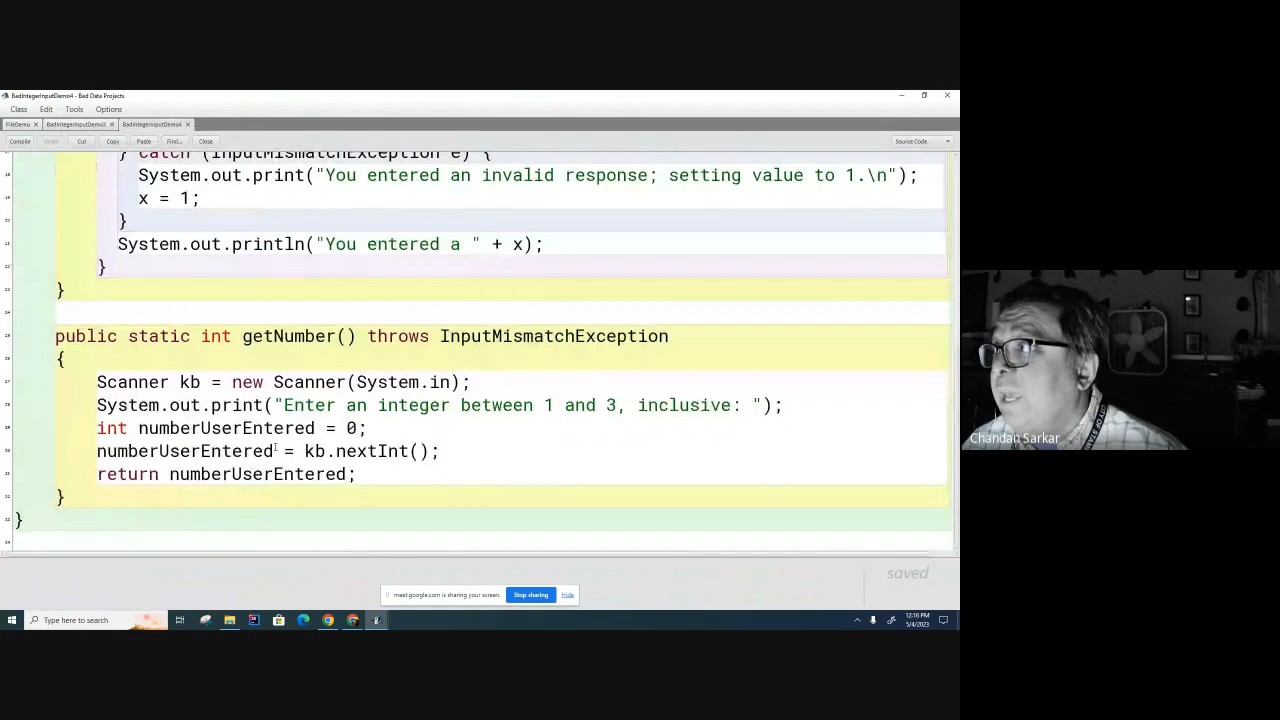 BadIntegerInputDemo4 - Bad Data Projects
Class Edit Tools Options
FileDemo BadIntegerInputDemo3 BadIntegerInputDemo4
Compile Undo Cut Copy Paste Find... Close Source Code
} catch (InputMismatchException e) {
System.out.print("You entered an invalid response; setting value to 1.\n");
x = 1;
}
System.out.println("You entered a " + x);
}
}
public static int getNumber() throws InputMismatchException
{
Scanner kb = new Scanner(System.in);
System.out.print("Enter an integer between 1 and 3, inclusive: ");
int numberUserEntered = 0;
numberUserEntered = kb.nextInt();
return numberUserEntered;
}
}
saved
meet.google.com is sharing your screen. Stop sharing Hide
Type here to search
12:16 PM
5/4/2023
Chandan Sarkar